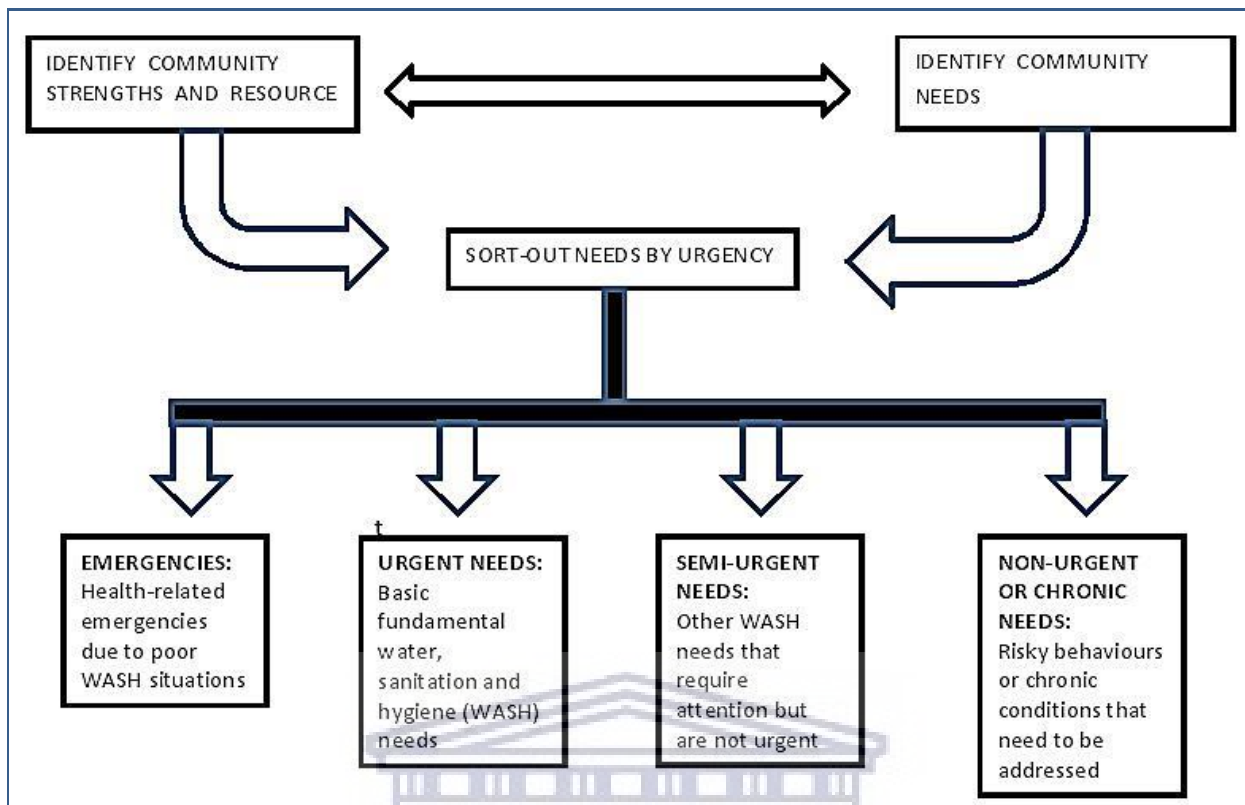 IDENTIFY COMMUNITY
STRENGTHS AND RESOURCE
IDENTIFY COMMUNITY
NEEDS
SORT-OUT NEEDS BY URGENCY
EMERGENCIES:
Health-related
emergencies
due to poor
WASH situations
t
URGENT NEEDS:
Basic
fundamental
water,
sanitation and
hygiene (WASH)
needs
SEMI-URGENT
NEEDS:
Other WASH
needs that
require
attention but
are not urgent
NON-URGENT
OR CHRONIC
NEEDS:
Risky behaviours
or chronic
conditions that
need to be
addressed